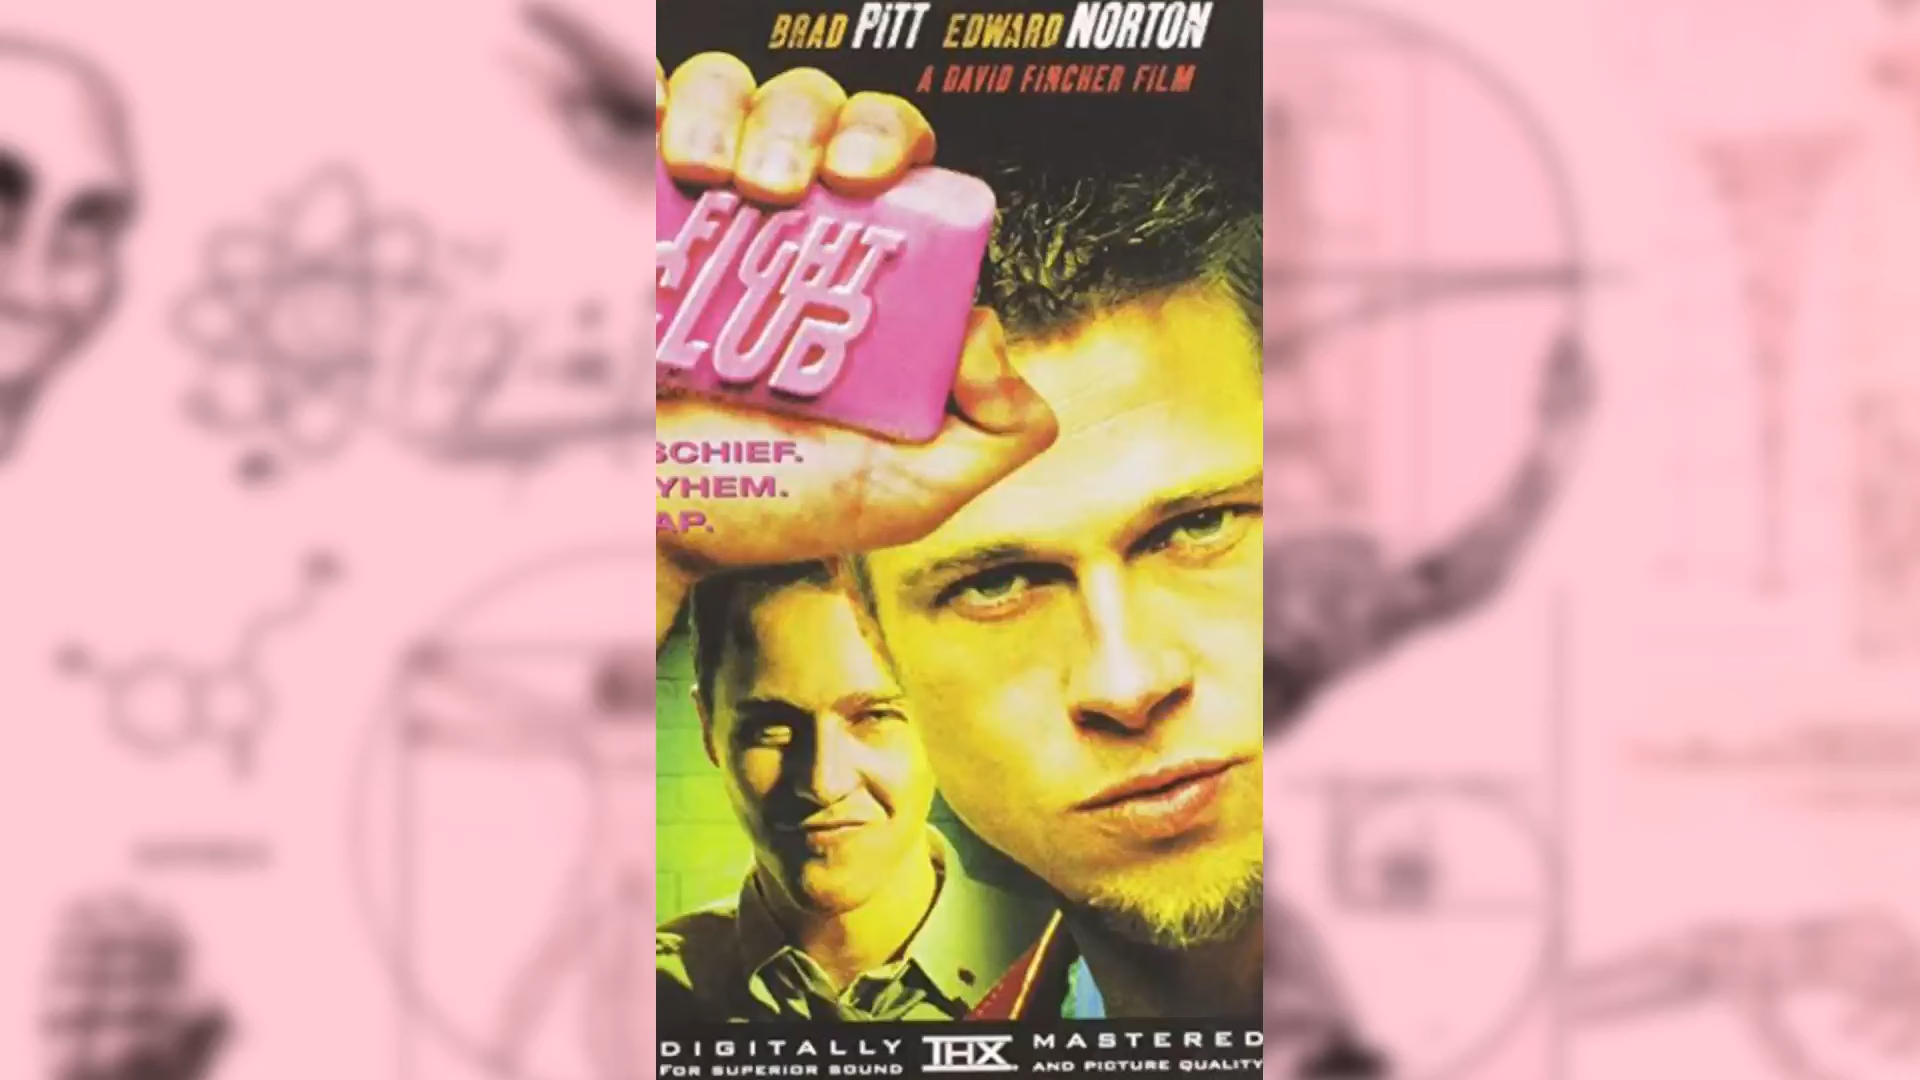 BRAD PITT EDWARD NORTON
A DAVID FINCHER FILM
FIGHT
CLUB
SCHIEF.
YHEM.
AP.
DIGITALLY THX MASTERED
FOR SUPERIOR SOUND AND PICTURE QUALITY